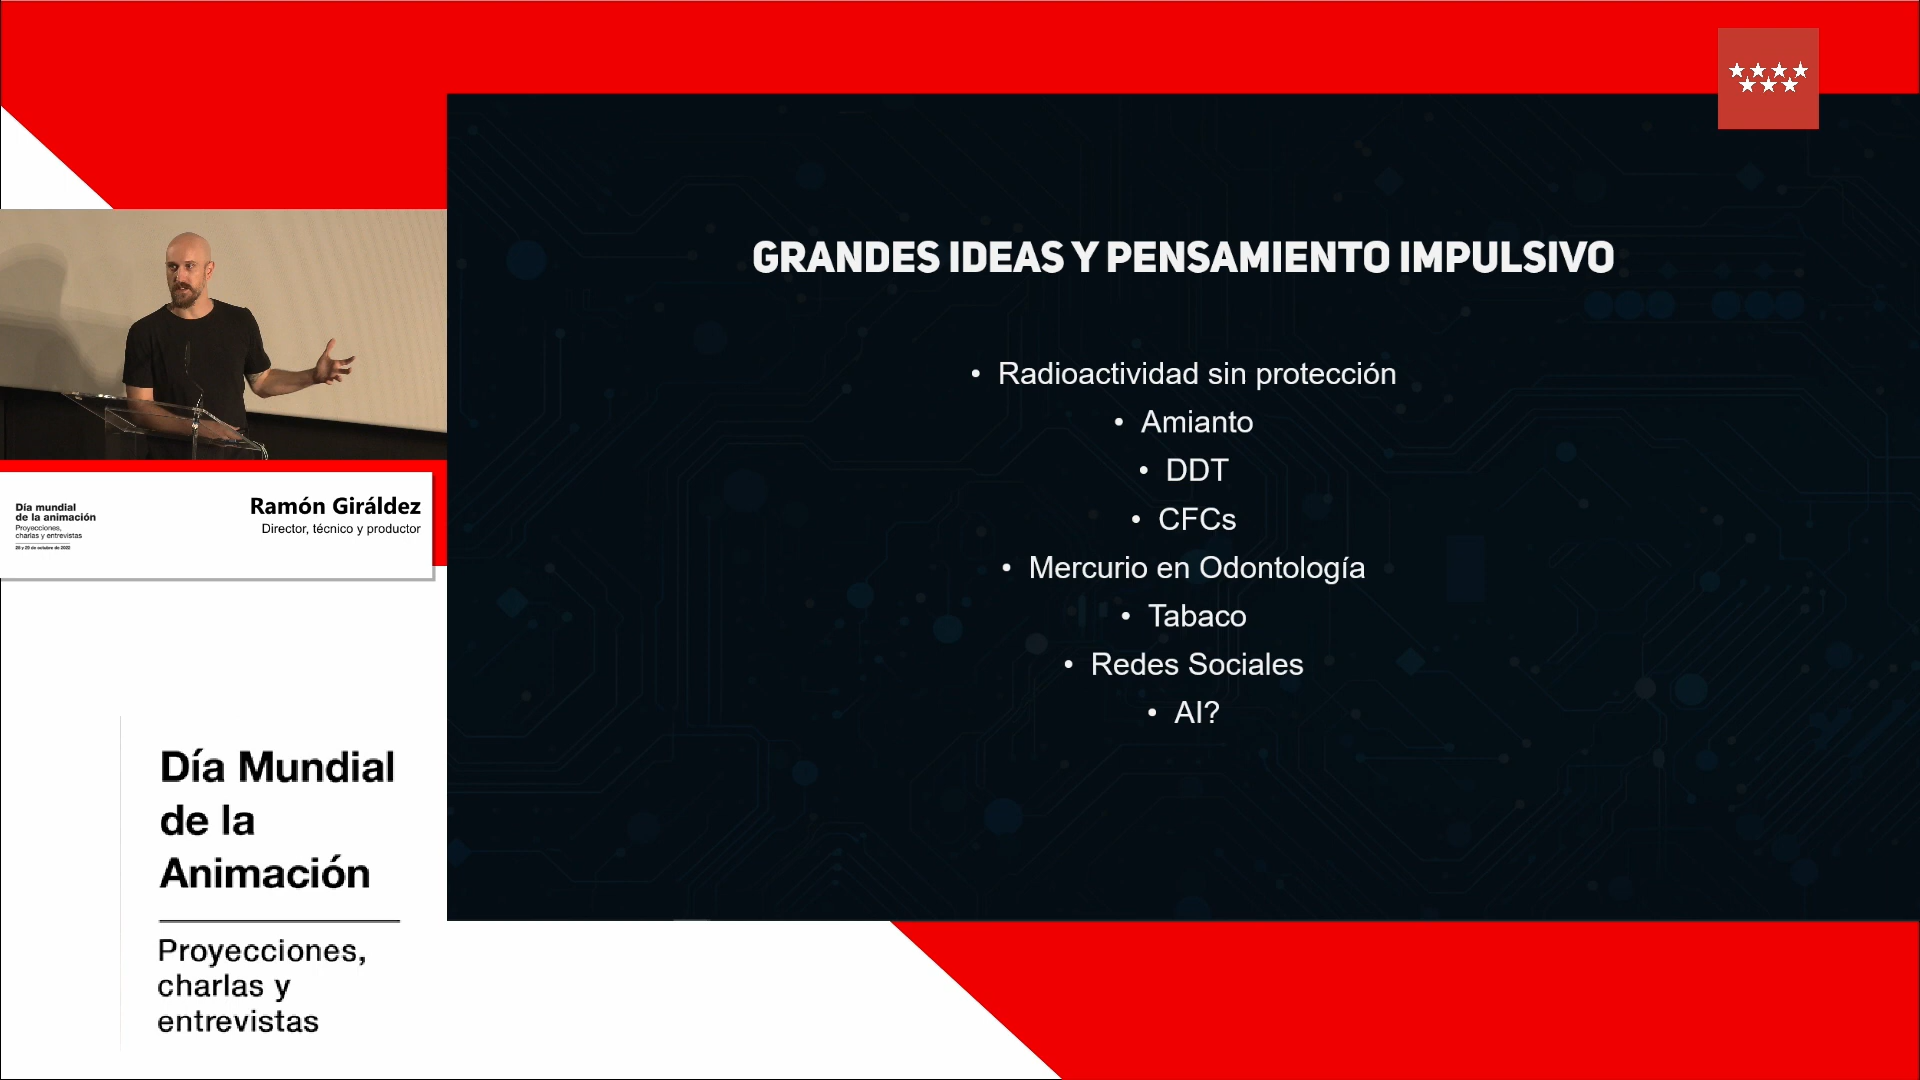 GRANDES IDEAS Y PENSAMIENTO IMPULSIVO
• Radioactividad sin protección
• Amianto
• DDT
• CFCs
• Mercurio en Odontología
• Tabaco
• Redes Sociales
• AI?
Día mundial
de la animación
Proyecciones,
charlas y entrevistas
Ramón Giráldez
Director, técnico y productor
Día Mundial
de la
Animación
Proyecciones,
charlas y
entrevistas